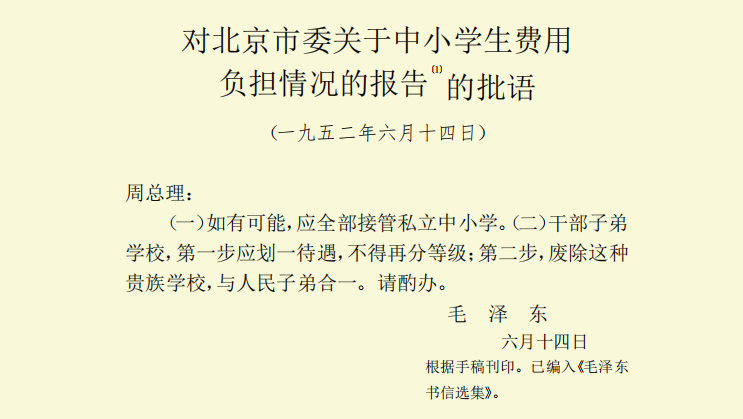 对北京市委关于中小学生费用
负担情况的报告〔1〕的批语
（一九五二年六月十四日）
周总理：
（一）如有可能，应全部接管私立中小学。（二）干部子弟
学校，第一步应划一待遇，不得再分等级；第二步，废除这种
贵族学校，与人民子弟合一。请酌办。
毛 泽 东
六月十四日
根据手稿刊印。已编入《毛泽东
书信选集》。